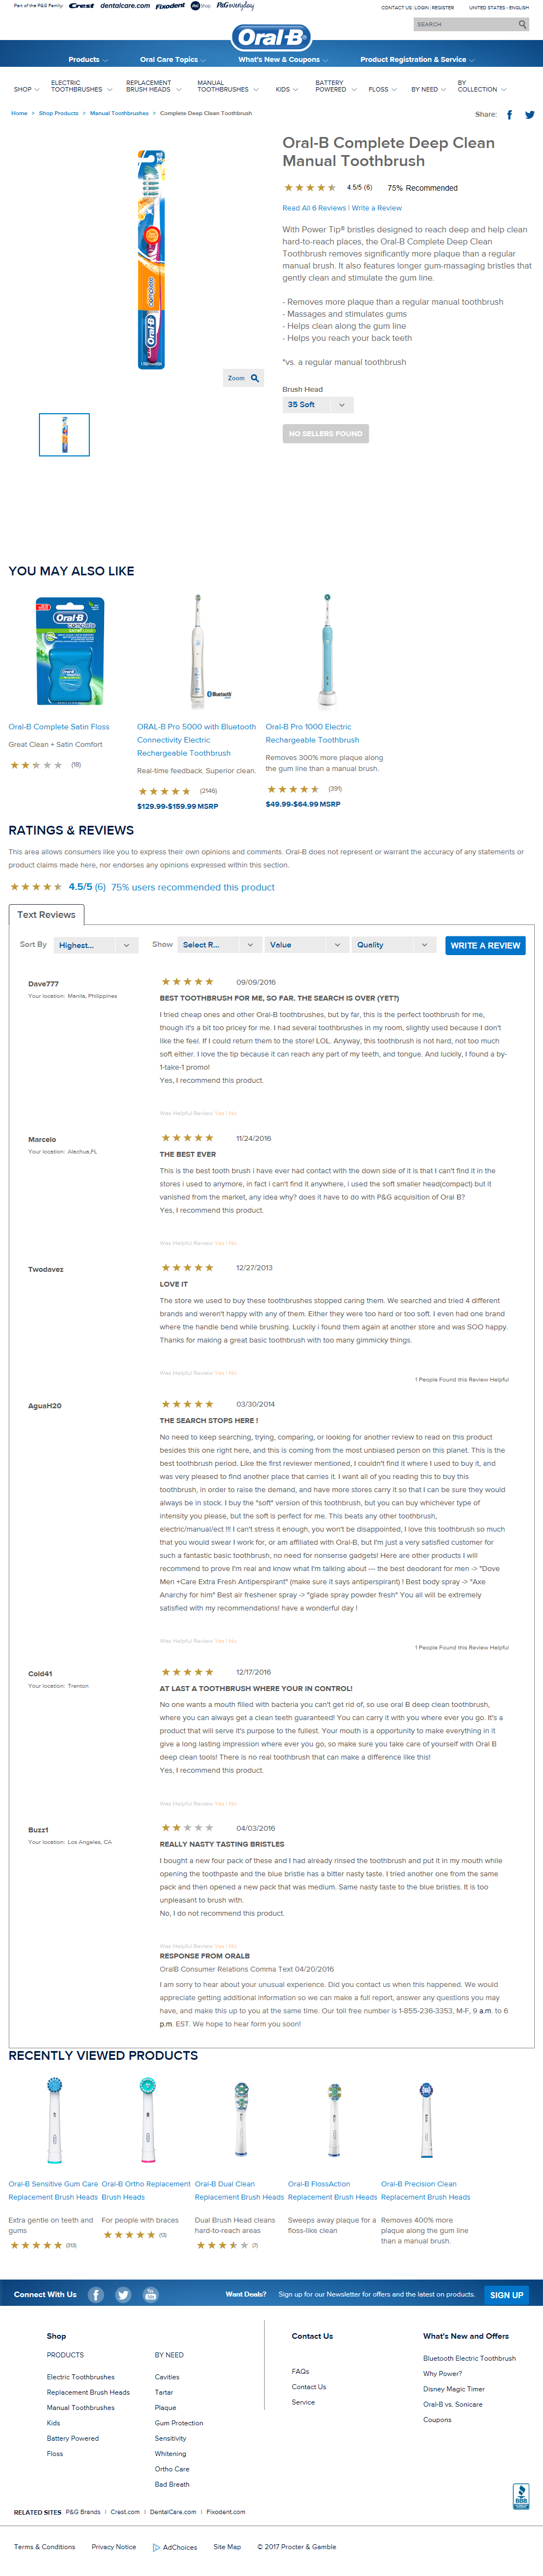 Part of the P&G Family:
Crest
dentalcare.com
Fixodent
Shop
P&G everyday
CONTACT US LOGIN | REGISTER
UNITED STATES - ENGLISH
SEARCH
Oral-B
Products
Oral Care Topics
What's New & Coupons
Product Registration & Service
SHOP
ELECTRIC TOOTHBRUSHES
REPLACEMENT BRUSH HEADS
MANUAL TOOTHBRUSHES
KIDS
BATTERY POWERED
FLOSS
BY NEED
BY COLLECTION
Home > Shop Products > Manual Toothbrushes > Complete Deep Clean Toothbrush
Share:
Oral-B Complete Deep Clean
Manual Toothbrush
4.5/5 (6)
75% Recommended
Read All 6 Reviews | Write a Review
With Power Tip® bristles designed to reach deep and help clean
hard-to-reach places, the Oral-B Complete Deep Clean
Toothbrush removes significantly more plaque than a regular
manual brush. It also features longer gum-massaging bristles that
gently clean and stimulate the gum line.
- Removes more plaque than a regular manual toothbrush
- Massages and stimulates gums
- Helps clean along the gum line
- Helps you reach your back teeth
*vs. a regular manual toothbrush
Zoom
Brush Head
35 Soft
NO SELLERS FOUND
YOU MAY ALSO LIKE
Oral-B
complete
Bluetooth
Oral-B Complete Satin Floss
Great Clean + Satin Comfort
(18)
ORAL-B Pro 5000 with Bluetooth
Connectivity Electric
Rechargeable Toothbrush
Real-time feedback. Superior clean.
(2146)
$129.99-$159.99 MSRP
Oral-B Pro 1000 Electric
Rechargeable Toothbrush
Removes 300% more plaque along
the gum line than a manual brush.
(391)
$49.99-$64.99 MSRP
RATINGS & REVIEWS
This area allows consumers like you to express their own opinions and comments. Oral-B does not represent or warrant the accuracy of any statements or
product claims made here, nor endorses any opinions expressed within this section.
4.5/5 (6) 75% users recommended this product
Text Reviews
Sort By
Highest...
Show
Select R...
Value
Quality
WRITE A REVIEW
Dave777
Your location: Manila, Philippines
09/09/2016
BEST TOOTHBRUSH FOR ME, SO FAR. THE SEARCH IS OVER (YET?)
I tried cheap ones and other Oral-B toothbrushes, but by far, this is the perfect toothbrush for me,
though it's a bit too pricey for me. I had several toothbrushes in my room, slightly used because I don't
like the feel. If I could return them to the store! LOL. Anyway, this toothbrush is not hard, not too much
soft either. I love the tip because it can reach any part of my teeth, and tongue. And luckily, I found a by-
1-take-1 promo!
Yes, I recommend this product.
Was Helpful Review Yes | No
Marcelo
Your location: Alachua,FL
11/24/2016
THE BEST EVER
This is the best tooth brush i have ever had contact with the down side of it is that I can't find it in the
stores i used to anymore, in fact i can't find it anywhere, i used the soft smaller head(compact) but it
vanished from the market, any idea why? does it have to do with P&G acquisition of Oral B?
Yes, I recommend this product.
Was Helpful Review Yes | No
Twodavez
12/27/2013
LOVE IT
The store we used to buy these toothbrushes stopped caring them. We searched and tried 4 different
brands and weren't happy with any of them. Either they were too hard or too soft. I even had one brand
where the handle bend while brushing. Luckily i found them again at another store and was SOO happy.
Thanks for making a great basic toothbrush with too many gimmicky things.
Was Helpful Review Yes | No
1 People Found this Review Helpful
AguaH20
03/30/2014
THE SEARCH STOPS HERE !
No need to keep searching, trying, comparing, or looking for another review to read on this product
besides this one right here, and this is coming from the most unbiased person on this planet. This is the
best toothbrush period. Like the first reviewer mentioned, I couldn't find it where I used to buy it, and
was very pleased to find another place that carries it. I want all of you reading this to buy this
toothbrush, in order to raise the demand, and have more stores carry it so that I can be sure they would
always be in stock. I buy the "soft" version of this toothbrush, but you can buy whichever type of
intensity you please, but the soft is perfect for me. This beats any other toothbrush,
electric/manual/ect !!! I can't stress it enough, you won't be disappointed, I love this toothbrush so much
that you would swear I work for, or am affiliated with Oral-B, but I'm just a very satisfied customer for
such a fantastic basic toothbrush, no need for nonsense gadgets! Here are other products I will
recommend to prove I'm real and know what I'm talking about --- the best deodorant for men -> "Dove
Men +Care Extra Fresh Antiperspirant" (make sure it says antiperspirant) ! Best body spray -> "Axe
Anarchy for him" Best air freshener spray -> "glade spray powder fresh" You all will be extremely
satisfied with my recommendations! have a wonderful day !
Was Helpful Review Yes | No
1 People Found this Review Helpful
Cold41
Your location: Trenton
12/17/2016
AT LAST A TOOTHBRUSH WHERE YOUR IN CONTROL!
No one wants a mouth filled with bacteria you can't get rid of, so use oral B deep clean toothbrush,
where you can always get a clean teeth guaranteed! You can carry it with you where ever you go. It's a
product that will serve it's purpose to the fullest. Your mouth is a opportunity to make everything in it
give a long lasting impression where ever you go, so make sure you take care of yourself with Oral B
deep clean tools! There is no real toothbrush that can make a difference like this!
Yes, I recommend this product.
Was Helpful Review Yes | No
Buzz1
Your location: Los Angeles, CA
04/03/2016
REALLY NASTY TASTING BRISTLES
I bought a new four pack of these and I had already rinsed the toothbrush and put it in my mouth while
opening the toothpaste and the blue bristle has a bitter nasty taste. I tried another one from the same
pack and then opened a new pack that was medium. Same nasty taste to the blue bristles. It is too
unpleasant to brush with.
No, I do not recommend this product.
Was Helpful Review Yes | No
RESPONSE FROM ORALB
OralB Consumer Relations Comma Text 04/20/2016
I am sorry to hear about your unusual experience. Did you contact us when this happened. We would
appreciate getting additional information so we can make a full report, answer any questions you may
have, and make this up to you at the same time. Our toll free number is 1-855-236-3353, M-F, 9 a.m. to 6
p.m. EST. We hope to hear form you soon!
RECENTLY VIEWED PRODUCTS
Oral-B Sensitive Gum Care
Replacement Brush Heads
Extra gentle on teeth and
gums
(313)
Oral-B Ortho Replacement
Brush Heads
For people with braces
(13)
Oral-B Dual Clean
Replacement Brush Heads
Dual Brush Head cleans
hard-to-reach areas
(7)
Oral-B FlossAction
Replacement Brush Heads
Sweeps away plaque for a
floss-like clean
Oral-B Precision Clean
Replacement Brush Heads
Removes 400% more
plaque along the gum line
than a manual brush.
Connect With Us
Want Deals?
Sign up for our Newsletter for offers and the latest on products.
SIGN UP
Shop
PRODUCTS
Electric Toothbrushes
Replacement Brush Heads
Manual Toothbrushes
Kids
Battery Powered
Floss
BY NEED
Cavities
Tartar
Plaque
Gum Protection
Sensitivity
Whitening
Ortho Care
Bad Breath
Contact Us
FAQs
Contact Us
Service
What's New and Offers
Bluetooth Electric Toothbrush
Why Power?
Disney Magic Timer
Oral-B vs. Sonicare
Coupons
BBB
RELATED SITES P&G Brands | Crest.com | DentalCare.com | Fixodent.com
Terms & Conditions
Privacy Notice
AdChoices
Site Map
© 2017 Procter & Gamble